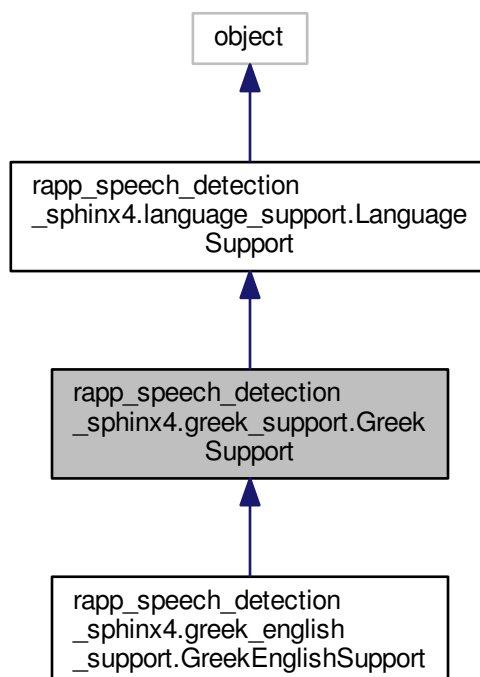 object
rapp_speech_detection
_sphinx4.language_support.Language
Support
rapp_speech_detection
_sphinx4.greek_support.Greek
Support
rapp_speech_detection
_sphinx4.greek_english
_support.GreekEnglishSupport